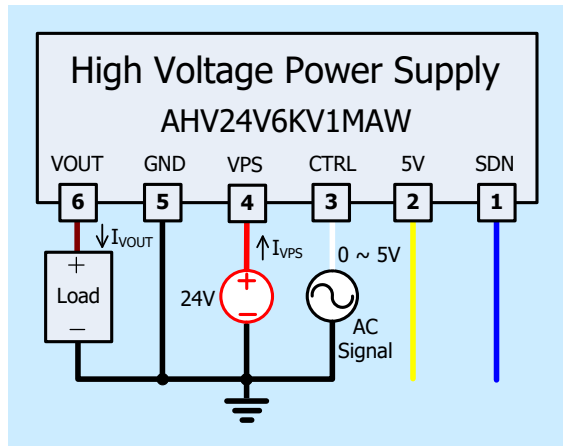 High Voltage Power Supply
AHV24V6KV1MAW
VOUT GND VPS CTRL 5V SDN
6 5 4 3 2 1
↓IVOUT ↑IVPS 0 ~ 5V
+ +
Load 24V
− −
AC
Signal